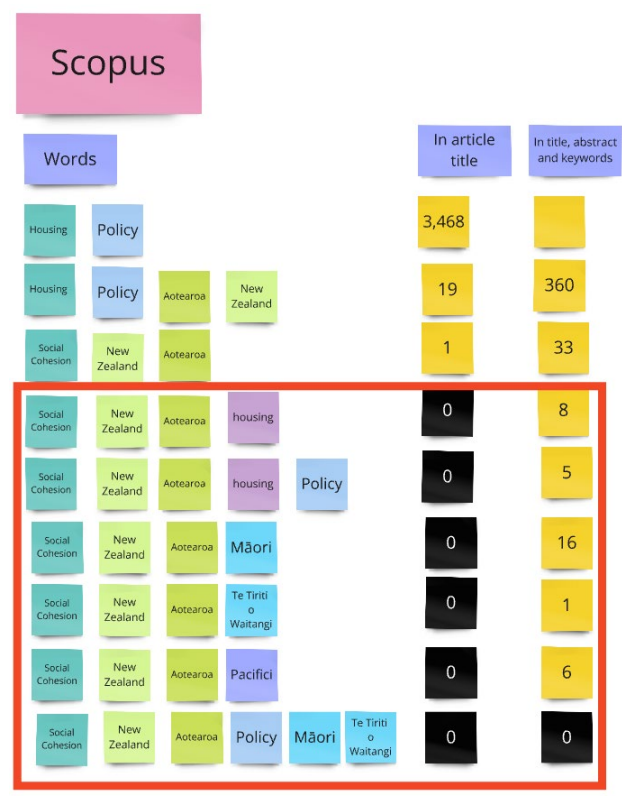 Scopus
Words
In article
title
In title, abstract
and keywords
Housing
Policy
3,468
Housing
Policy
Aotearoa
New
Zealand
19
360
Social
Cohesion
New
Zealand
Aotearoa
1
33
Social
Cohesion
New
Zealand
Aotearoa
housing
0
8
Social
Cohesion
New
Zealand
Aotearoa
housing
Policy
0
5
Social
Cohesion
New
Zealand
Aotearoa
Māori
0
16
Social
Cohesion
New
Zealand
Aotearoa
Te Tiriti
o
Waitangi
0
1
Social
Cohesion
New
Zealand
Aotearoa
Pacifici
0
6
Social
Cohesion
New
Zealand
Aotearoa
Policy
Māori
Te Tiriti
o
Waitangi
0
0